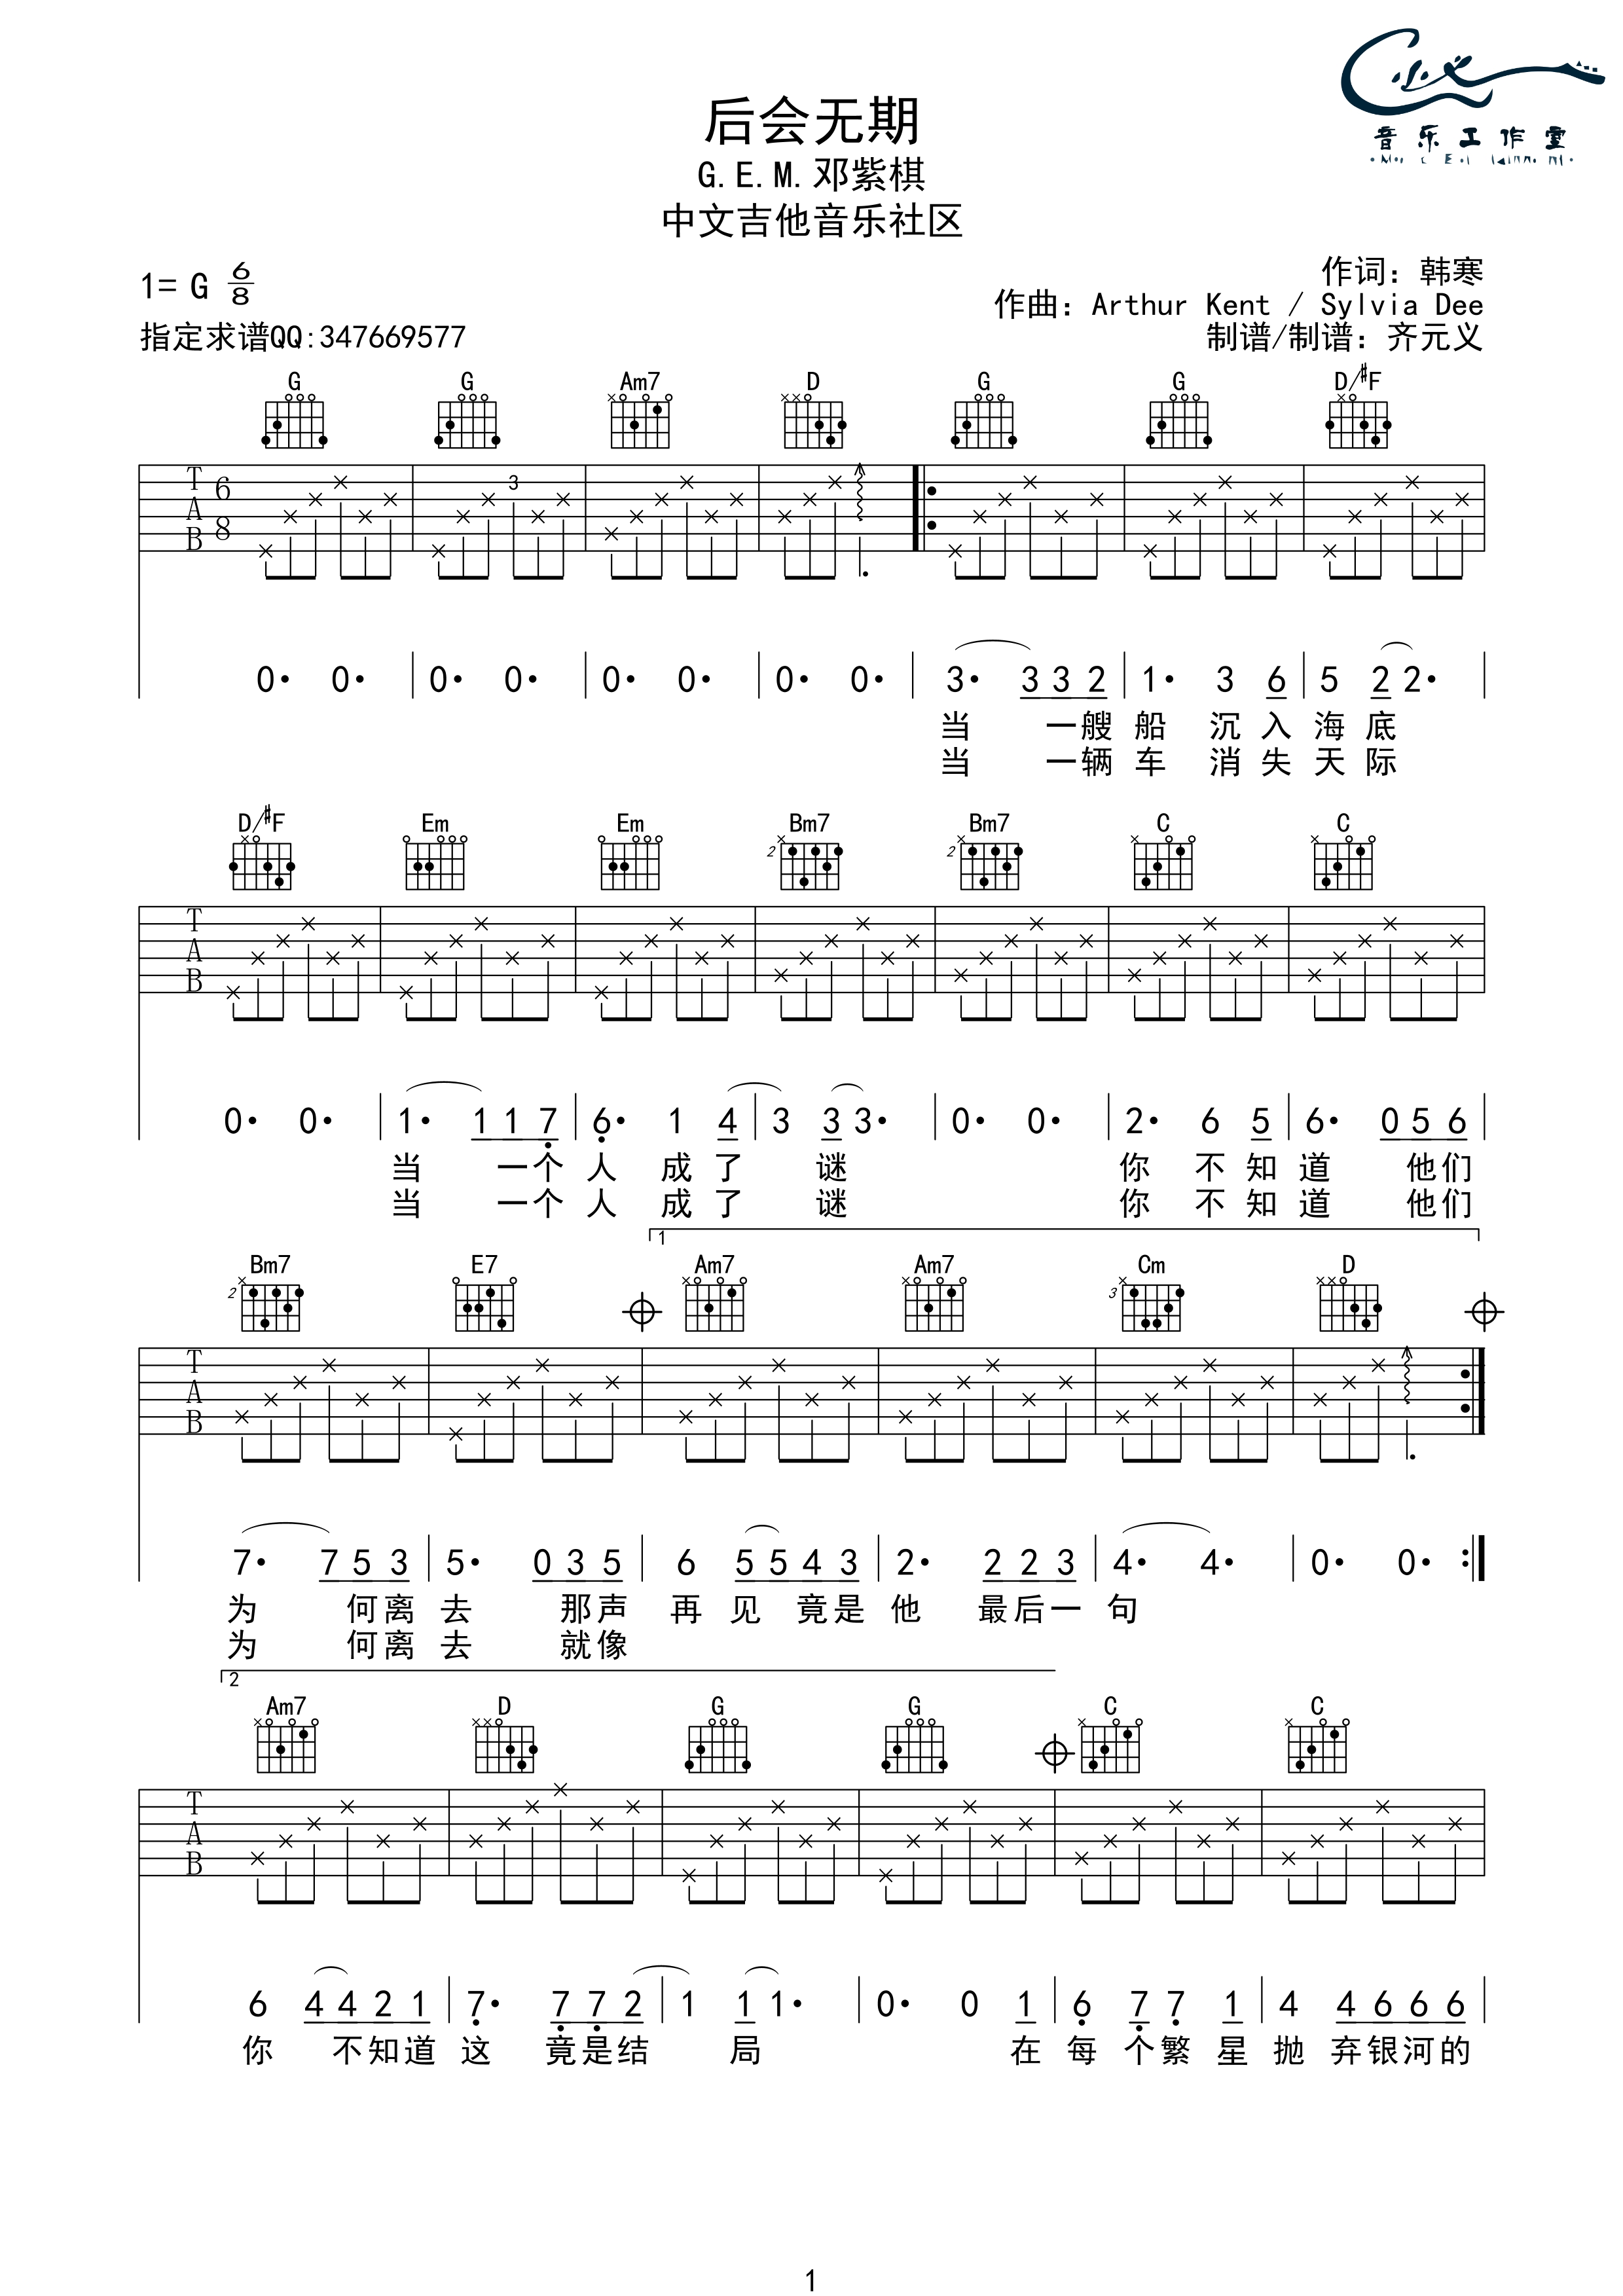 音乐工作室
后会无期
G.E.M.邓紫棋
中文吉他音乐社区
1= G 6/8
作词：韩寒
作曲：Arthur Kent / Sylvia Dee
指定求谱QQ:347669577
制谱/制谱：齐元义
G G Am7 D G G D/#F
T A B 6 8 3
0· 0· 0· 0· 0· 0· 0· 0· 3· 3 3 2 1· 3 6 5 2 2·
当 一艘 船 沉 入 海 底
当 一辆 车 消 失 天 际
D/#F Em Em Bm7 Bm7 C C
2 2
T A B
0· 0· 1· 1 1 7 6· 1 4 3 3 3· 0· 0· 2· 6 5 6· 0 5 6
当 一个 人 成 了 谜 你 不 知 道 他们
当 一个 人 成 了 谜 你 不 知 道 他们
1
Bm7 E7 Am7 Am7 Cm D
2 3
T A B
7· 7 5 3 5· 0 3 5 6 5 5 4 3 2· 2 2 3 4· 4· 0· 0·
为 何离 去 那声 再 见 竟是 他 最后一 句
为 何离 去 就像
2
Am7 D G G C C
T A B
6 4 4 2 1 7· 7 7 2 1 1 1· 0· 0 1 6 7 7 1 4 4 6 6 6
你 不知道 这 竟是结 局 在 每 个繁 星 抛 弃银河的
1